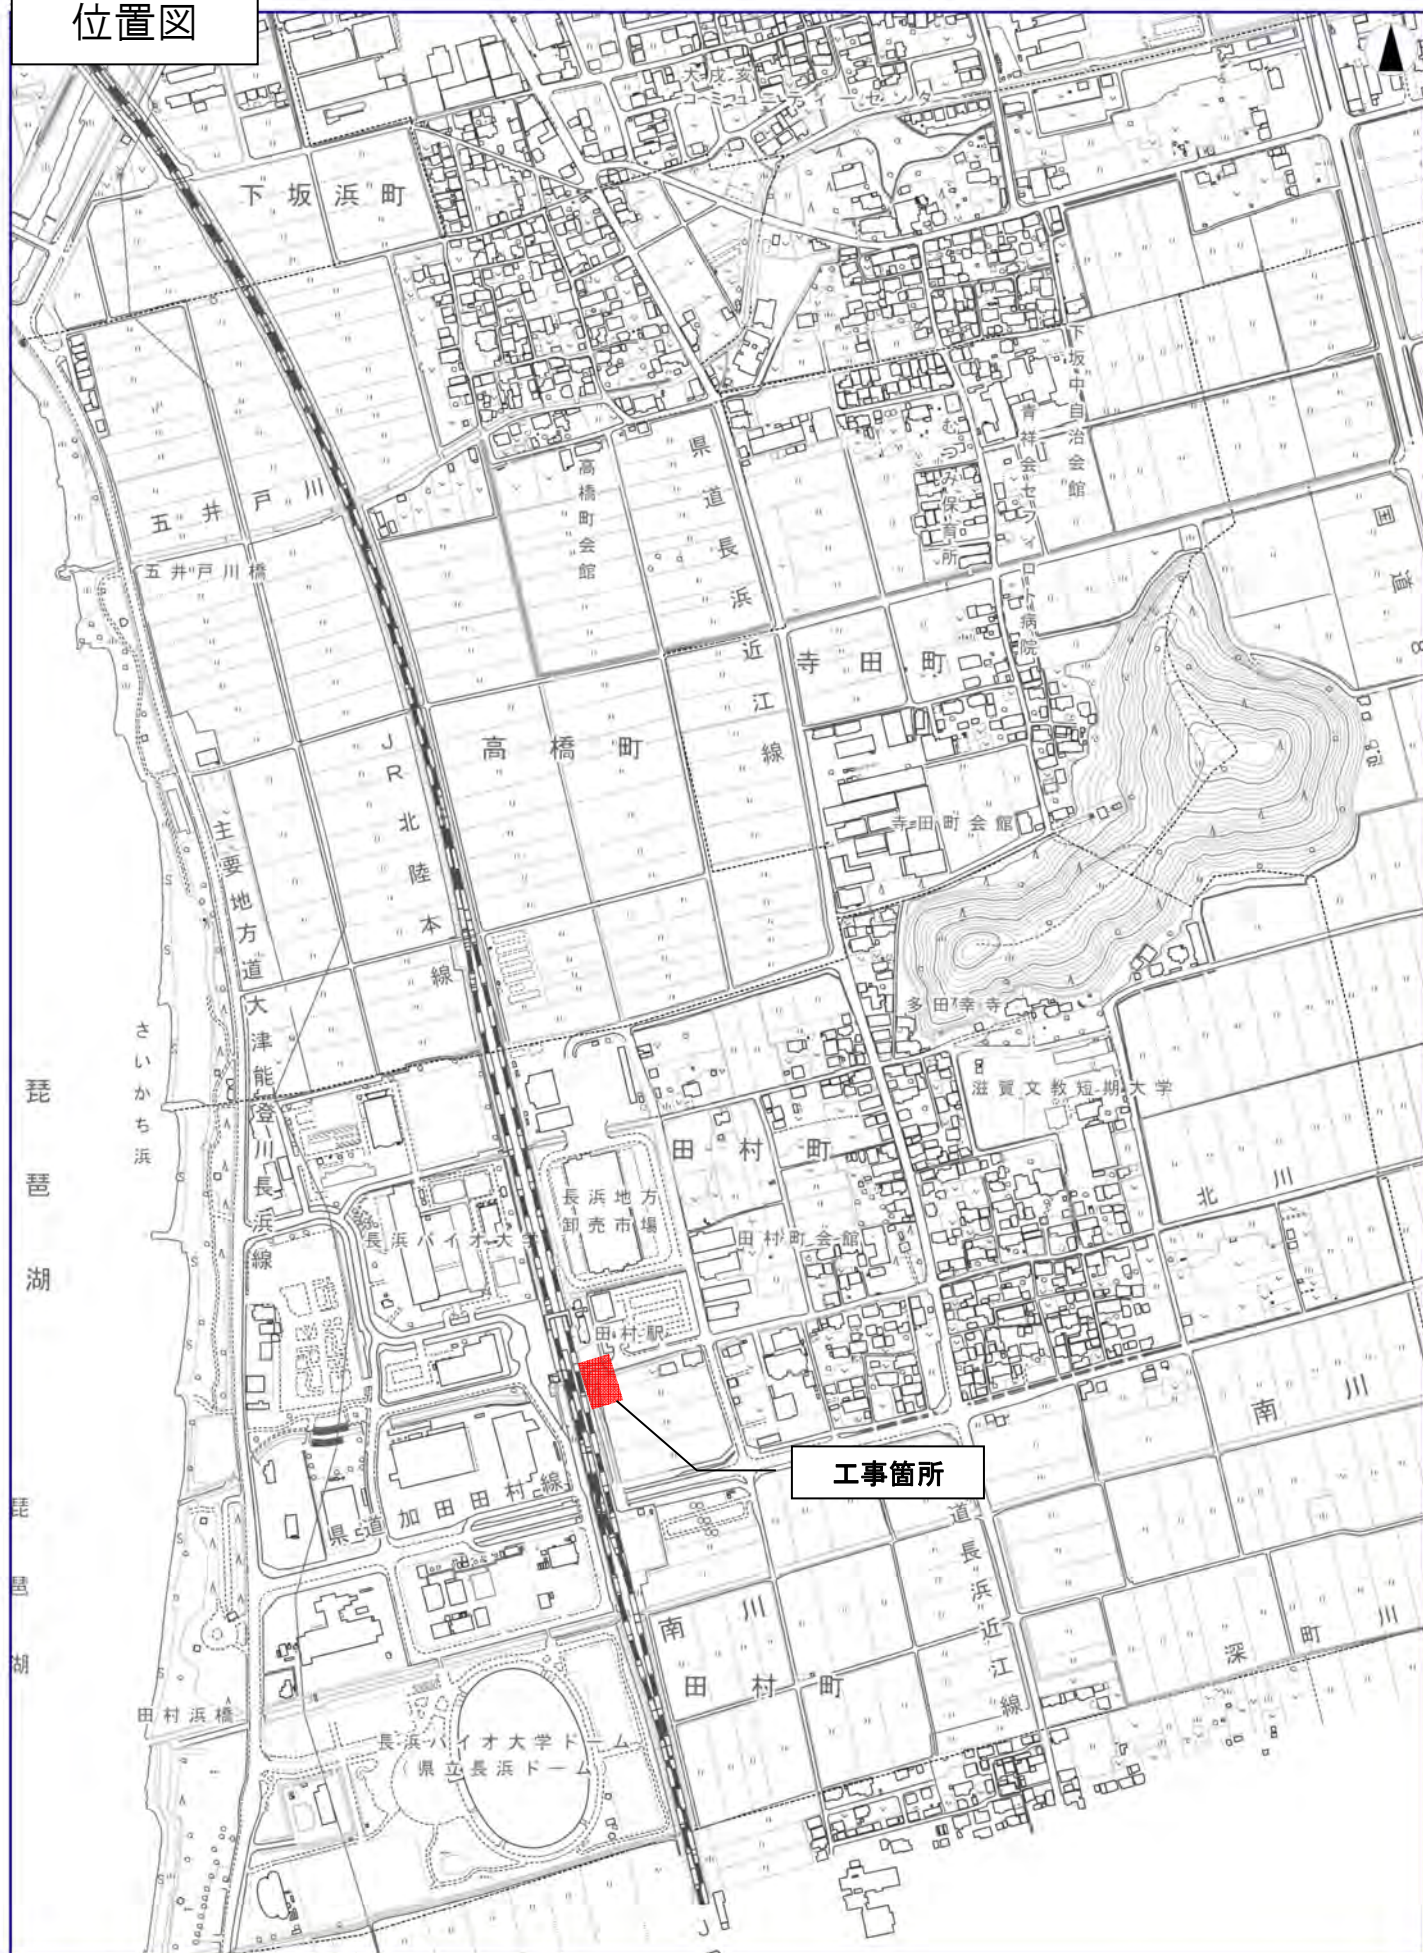 位置図
大戌亥
コミュニティーセンター
下坂浜町
下坂中自治会館
青祥会セフィロト病院
むつみ保育所
高橋町会館
県道長浜近江線
国道8
五井戸川
五井戸川橋
寺田町
高橋町
JR北陸本線
寺田町会館
主要地方道大津能登川長浜線
さいかち浜
琵琶湖
多田幸寺
滋賀文教短期大学
田村町
北川
長浜地方
卸売市場
長浜バイオ大学
田村町会館
田村駅
南川
工事箇所
県道加田田村線
道長浜近江線
琵琶湖
南川
深町川
田村町
田村浜橋
長浜バイオ大学ドーム
(県立長浜ドーム)
J